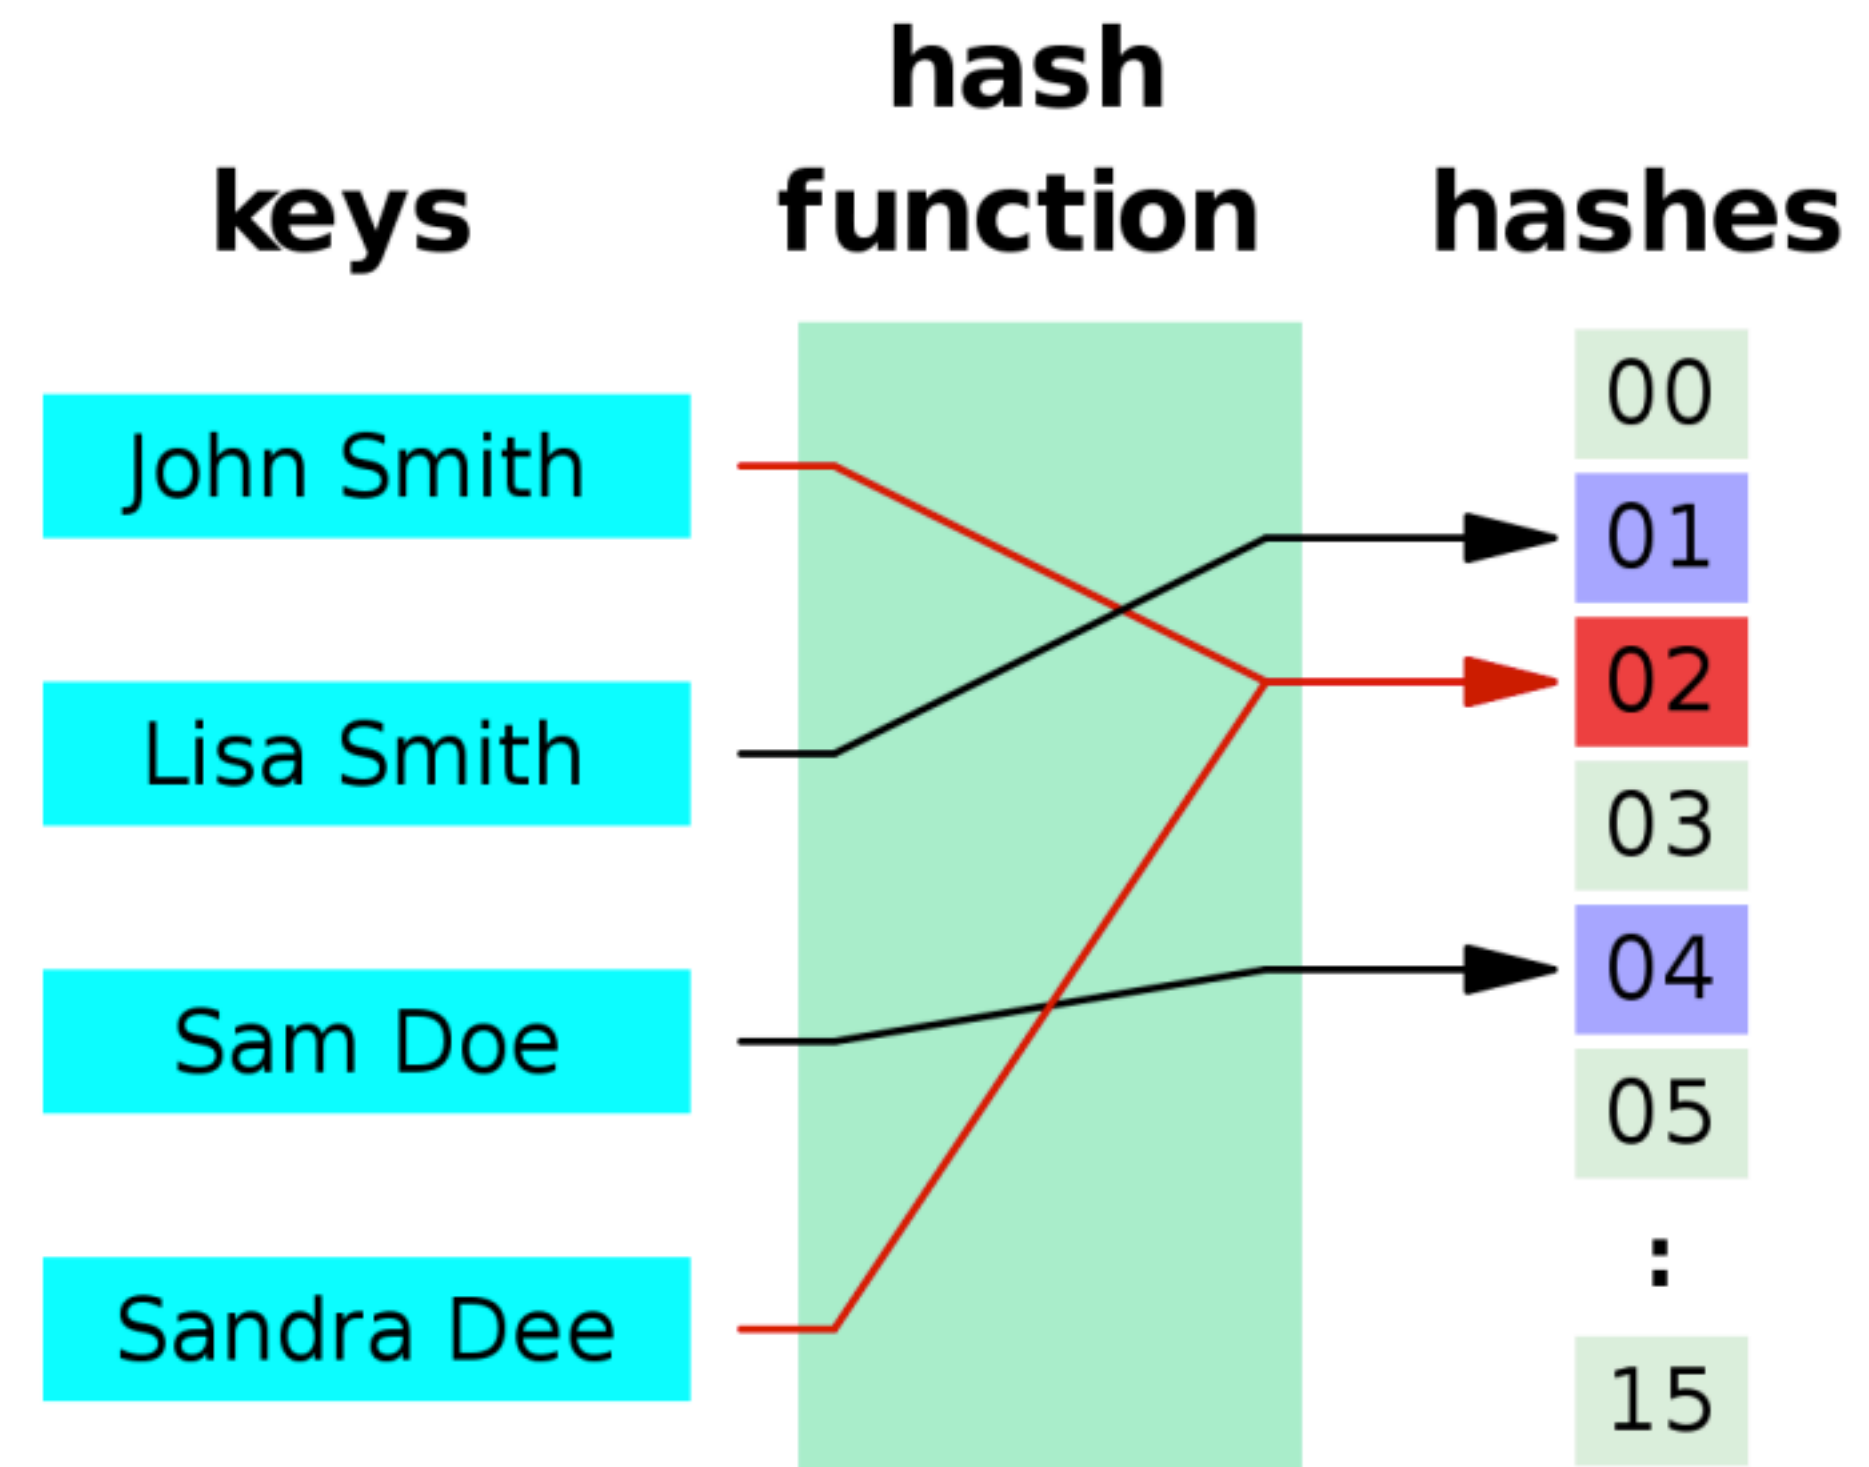 hash
keys function hashes
00
John Smith
01
02
Lisa Smith
03
04
Sam Doe
05
:
Sandra Dee
15